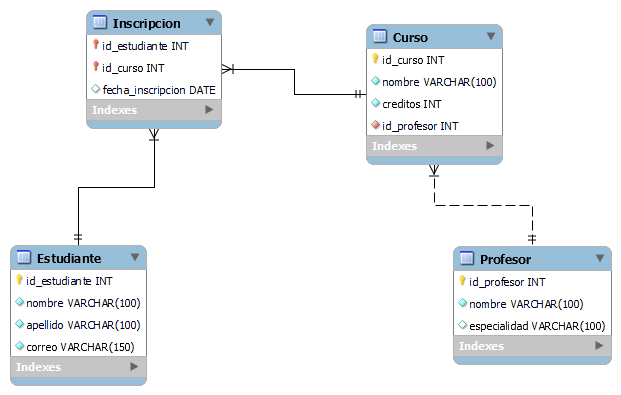 Inscripcion
id_estudiante INT
id_curso INT
fecha_inscripcion DATE
Indexes
Curso
id_curso INT
nombre VARCHAR(100)
creditos INT
id_profesor INT
Indexes
Estudiante
id_estudiante INT
nombre VARCHAR(100)
apellido VARCHAR(100)
correo VARCHAR(150)
Indexes
Profesor
id_profesor INT
nombre VARCHAR(100)
especialidad VARCHAR(100)
Indexes